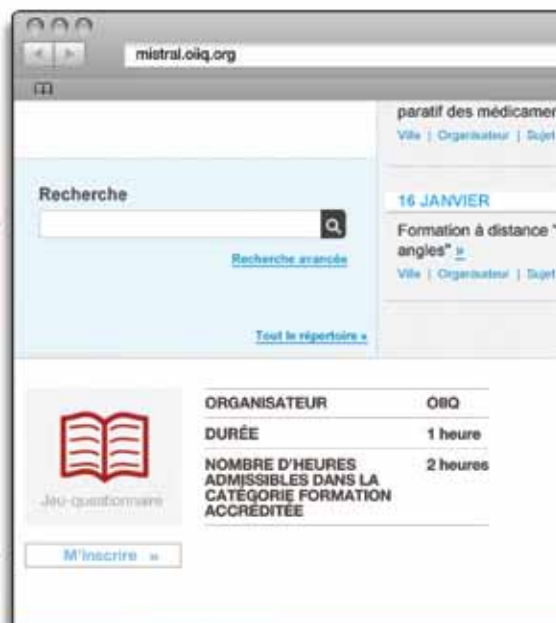 mistral.oiiq.org
paratif des médicamen
Ville | Organisateur | Sujet
Recherche
16 JANVIER
Formation à distance "
angles" »
Ville | Organisateur | Sujet
Recherche avancée
Tout le répertoire »
ORGANISATEUR OIIQ
DURÉE 1 heure
NOMBRE D'HEURES 2 heures
ADMISSIBLES DANS LA
CATÉGORIE FORMATION
ACCRÉDITÉE
Jeu-questionnaire
M'inscrire »